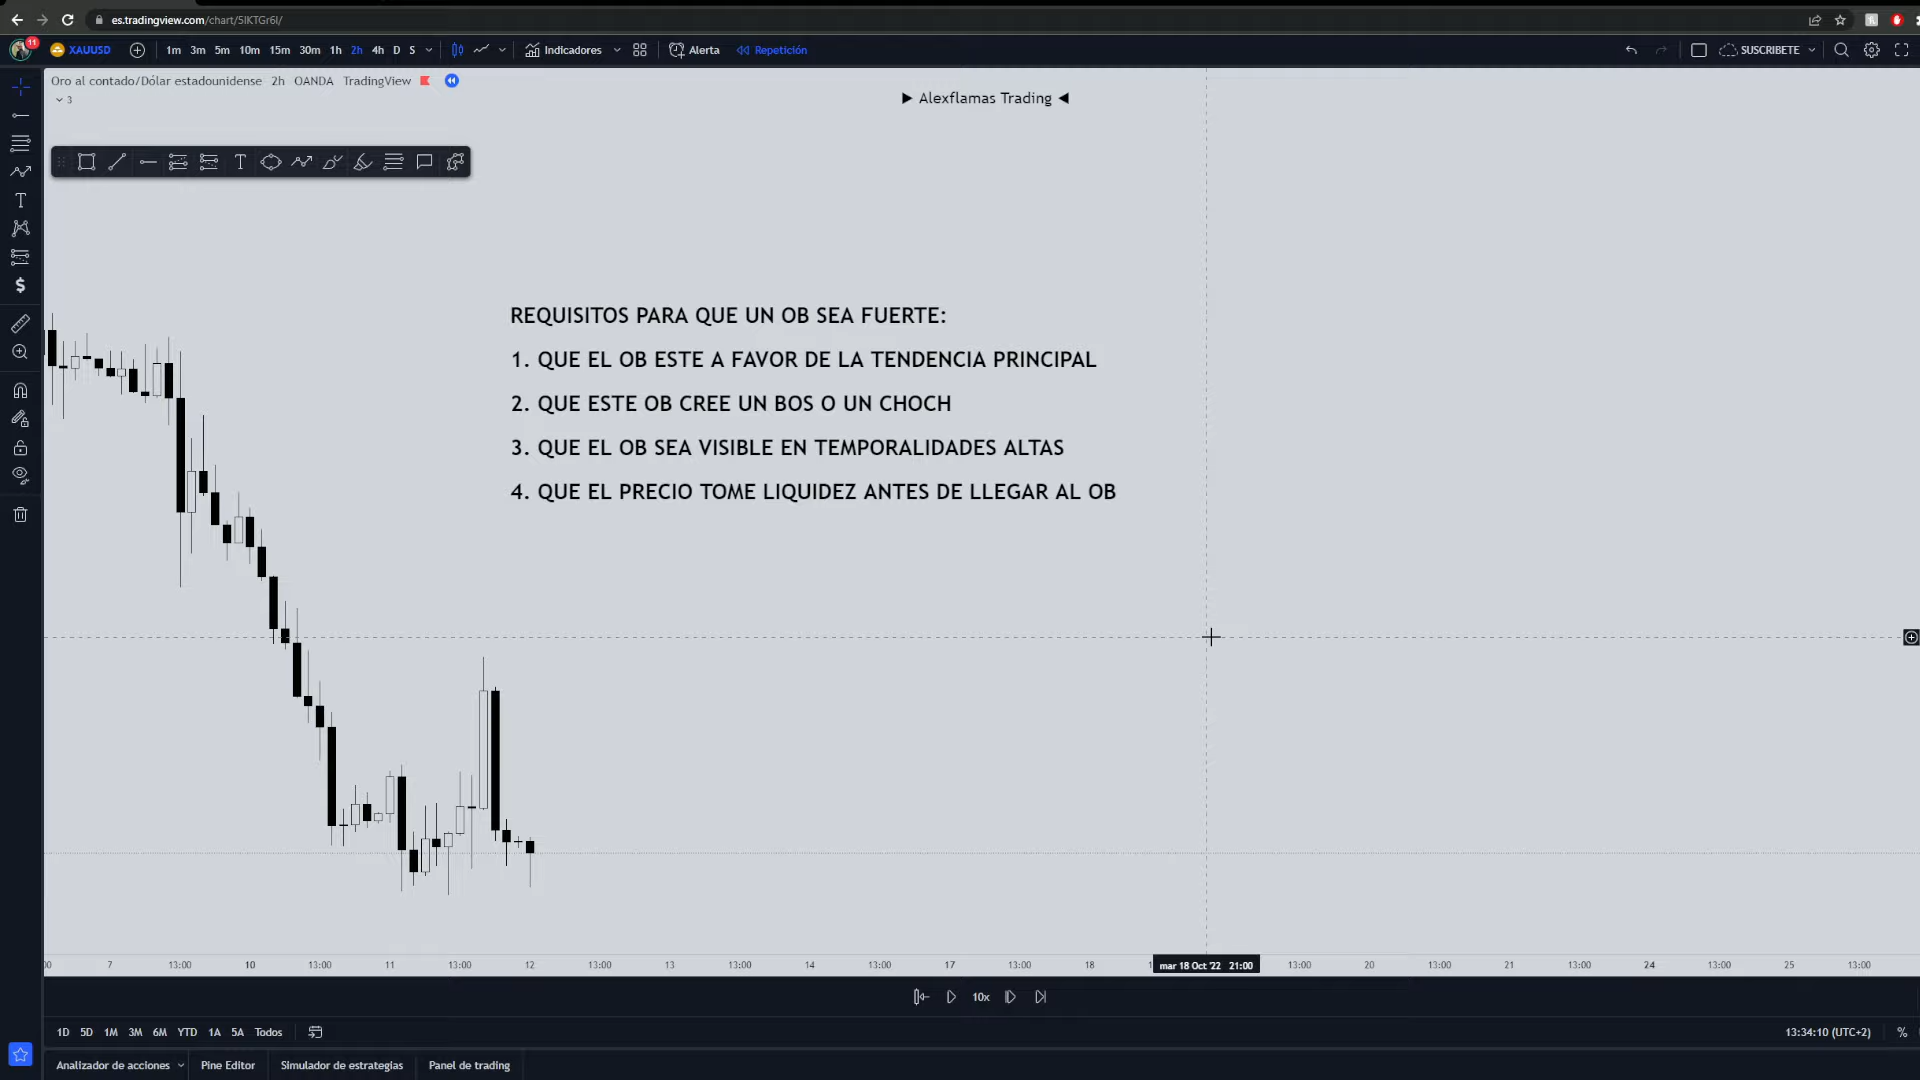 es.tradingview.com/chart/5IKTGr6I/
11
XAUUSD 1m 3m 5m 10m 15m 30m 1h 2h 4h D S Indicadores Alerta Repetición SUSCRIBETE
Oro al contado/Dólar estadounidense 2h OANDA TradingView
3
► Alexflamas Trading ◄
REQUISITOS PARA QUE UN OB SEA FUERTE:
1. QUE EL OB ESTE A FAVOR DE LA TENDENCIA PRINCIPAL
2. QUE ESTE OB CREE UN BOS O UN CHOCH
3. QUE EL OB SEA VISIBLE EN TEMPORALIDADES ALTAS
4. QUE EL PRECIO TOME LIQUIDEZ ANTES DE LLEGAR AL OB
7 13:00 10 13:00 11 13:00 12 13:00 13 13:00 14 13:00 17 13:00 18 mar 18 Oct '22 21:00 13:00 20 13:00 21 13:00 24 13:00 25 13:00
10x
1D 5D 1M 3M 6M YTD 1A 5A Todos 13:34:10 (UTC+2) %
Analizador de acciones Pine Editor Simulador de estrategias Panel de trading